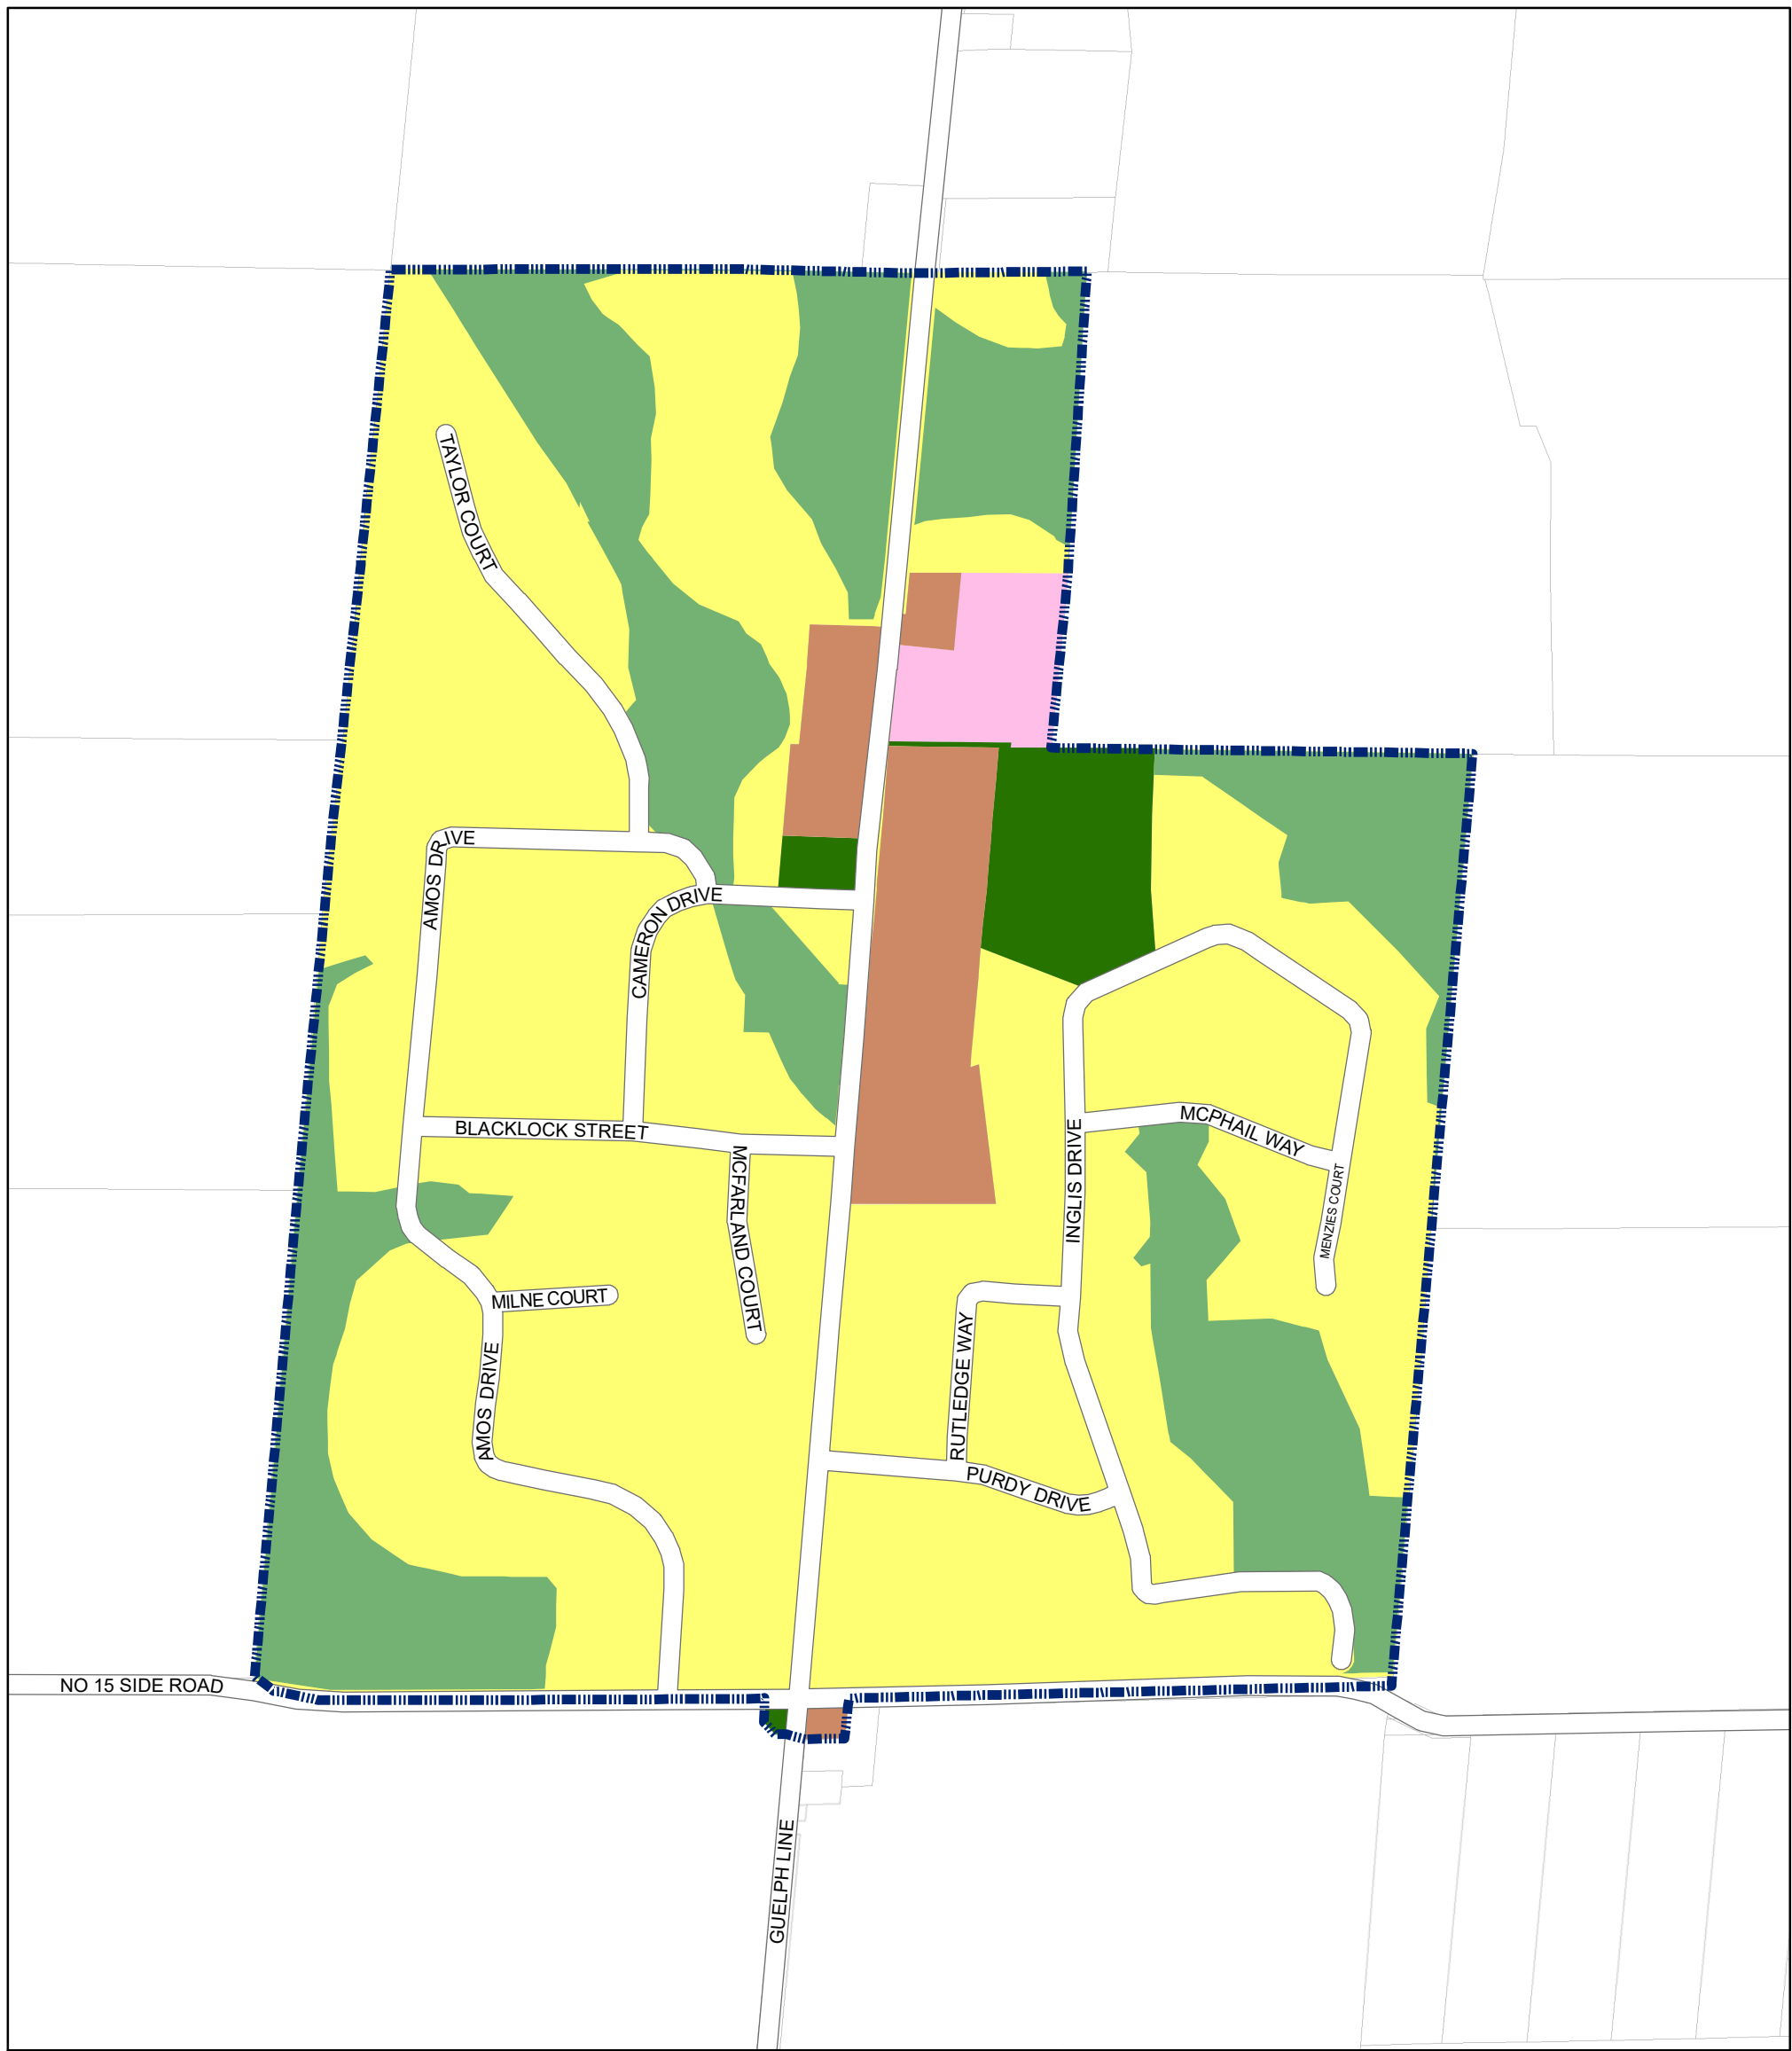 TAYLOR COURT
AMOS DRIVE
CAMERON DRIVE
BLACKLOCK STREET
MCPHAIL WAY
MCFARLAND COURT
INGLIS DRIVE
MENZIES COURT
MILNE COURT
RUTLEDGE WAY
AMOS DRIVE
PURDY DRIVE
NO 15 SIDE ROAD
GUELPH LINE